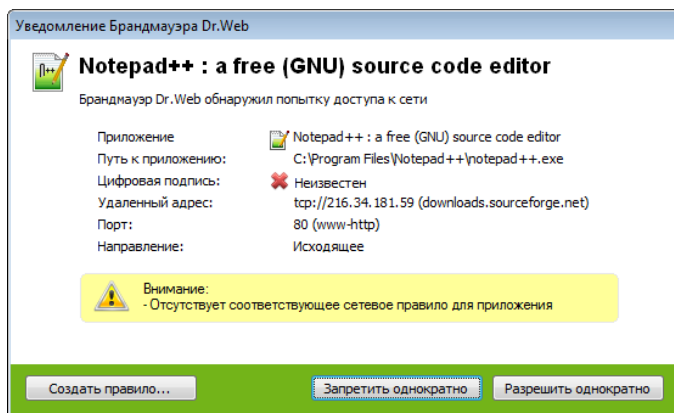 Уведомление Брандмауэра Dr.Web
Notepad++ : a free (GNU) source code editor
Брандмауэр Dr.Web обнаружил попытку доступа к сети
Приложение Notepad++ : a free (GNU) source code editor
Путь к приложению: C:\Program Files\Notepad++\notepad++.exe
Цифровая подпись: Неизвестен
Удаленный адрес: tcp://216.34.181.59 (downloads.sourceforge.net)
Порт: 80 (www-http)
Направление: Исходящее
Внимание:
- Отсутствует соответствующее сетевое правило для приложения
Создать правило... Запретить однократно Разрешить однократно